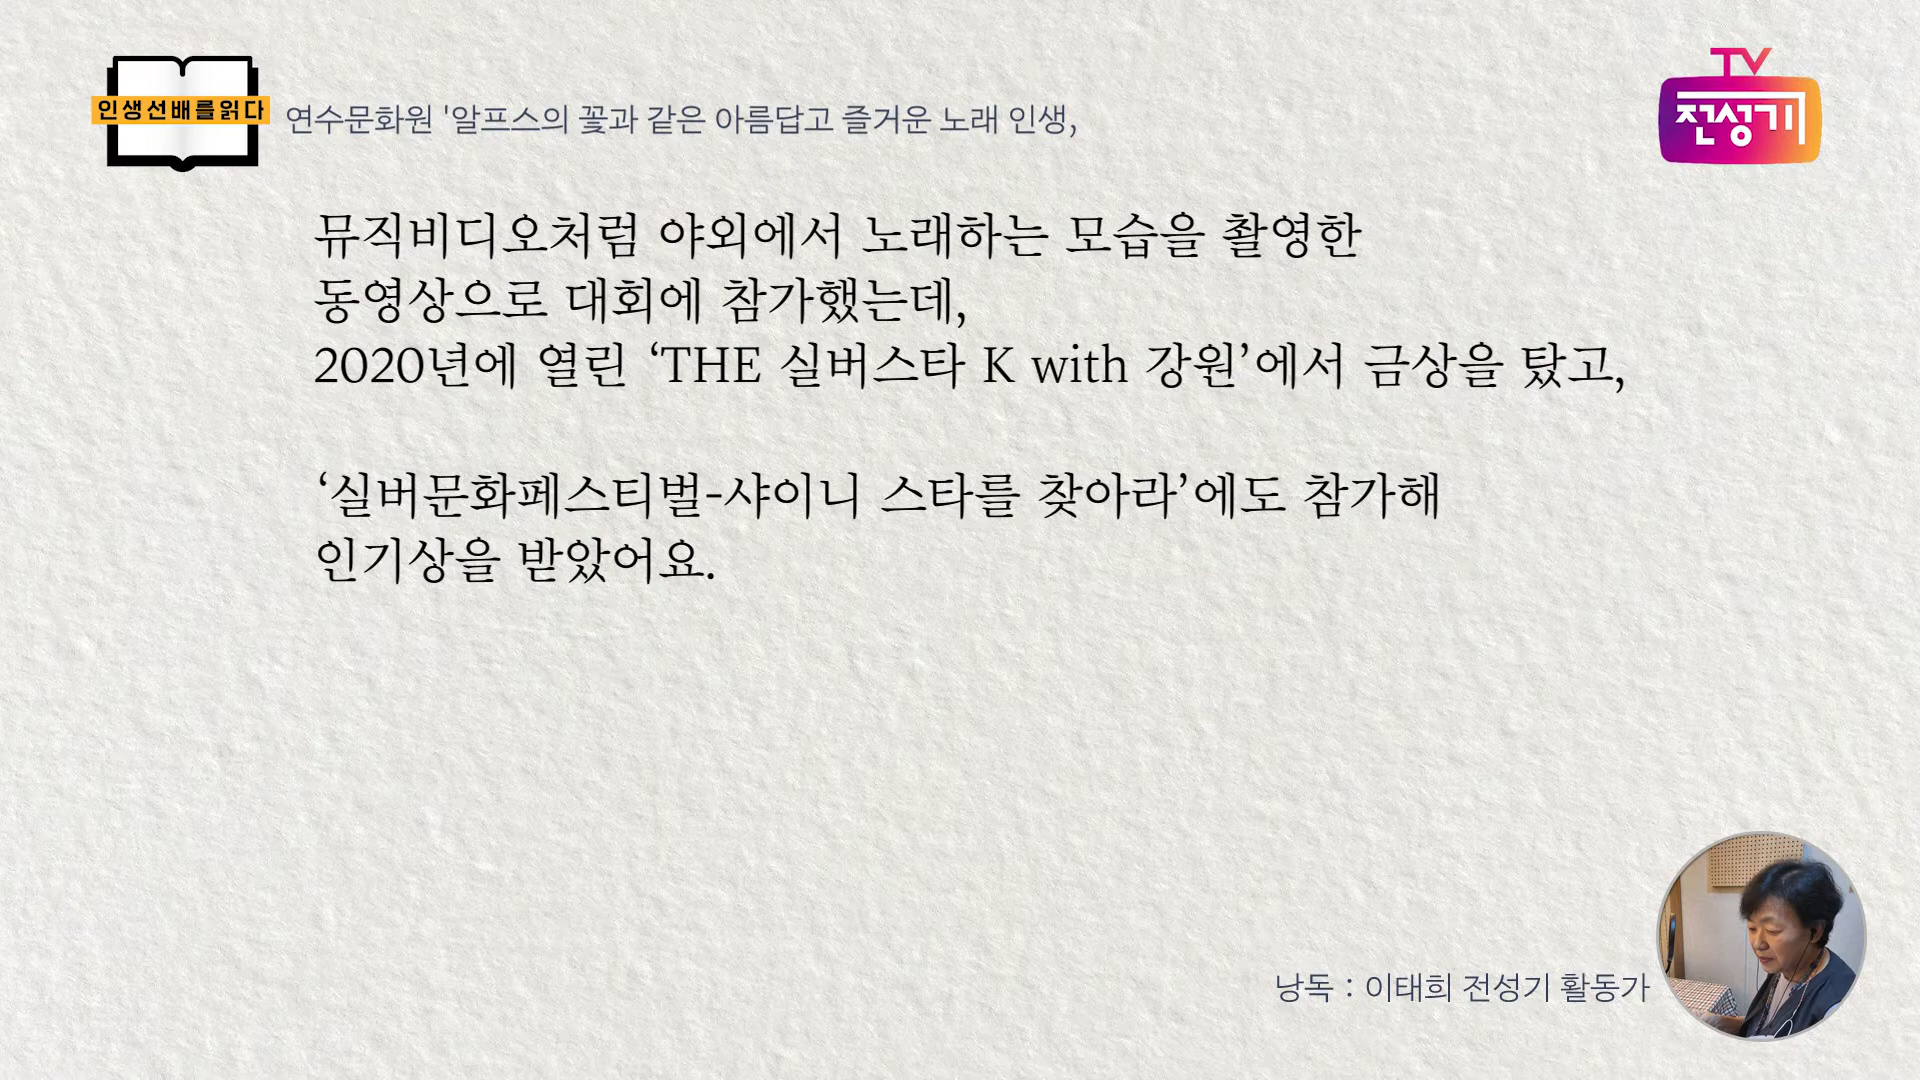 인생선배를읽다
연수문화원 '알프스의 꽃과 같은 아름답고 즐거운 노래 인생,
TV
전성기
뮤직비디오처럼 야외에서 노래하는 모습을 촬영한
동영상으로 대회에 참가했는데,
2020년에 열린 ‘THE 실버스타 K with 강원’에서 금상을 탔고,
‘실버문화페스티벌-샤이니 스타를 찾아라’에도 참가해
인기상을 받았어요.
낭독 : 이태희 전성기 활동가